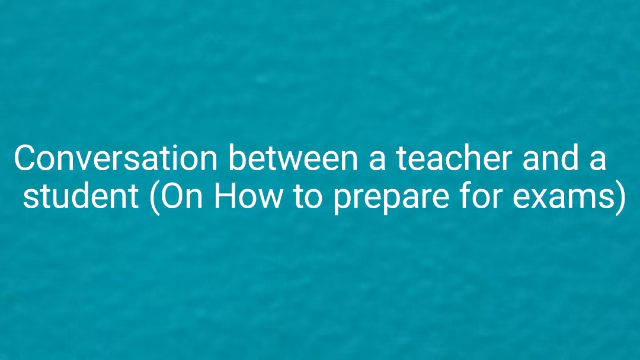 Conversation between a teacher and a
student (On How to prepare for exams)